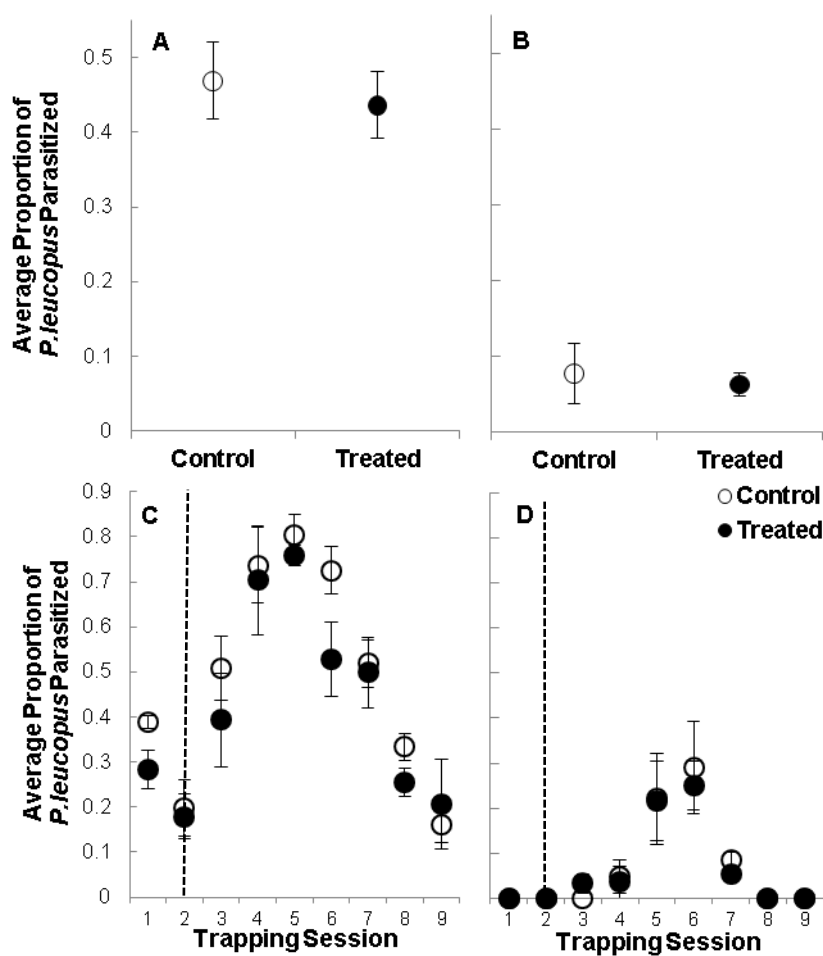 A
B
0.5
0.4
0.3
0.2
0.1
0
Average Proportion of
P.leucopus Parasitized
Control
Treated
Control
Treated
C
D
Control
Treated
0.9
0.8
0.7
0.6
0.5
0.4
0.3
0.2
0.1
0
Average Proportion of
P.leucopus Parasitized
1 2 3 4 5 6 7 8 9
Trapping Session
1 2 3 4 5 6 7 8 9
Trapping Session